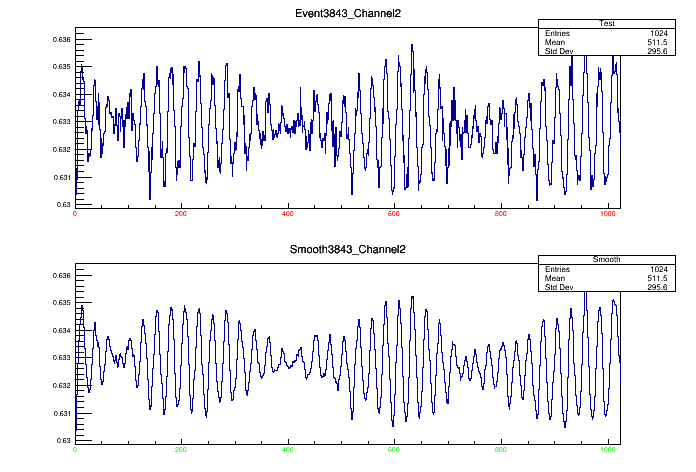 Event3843_Channel2
Test
Entries 1024
Mean 511.5
Std Dev 295.6
0.636
0.635
0.634
0.633
0.632
0.631
0.63
0 200 400 600 800 1000
Smooth3843_Channel2
Smooth
Entries 1024
Mean 511.5
Std Dev 295.6
0.636
0.635
0.634
0.633
0.632
0.631
0.63
0 200 400 600 800 1000